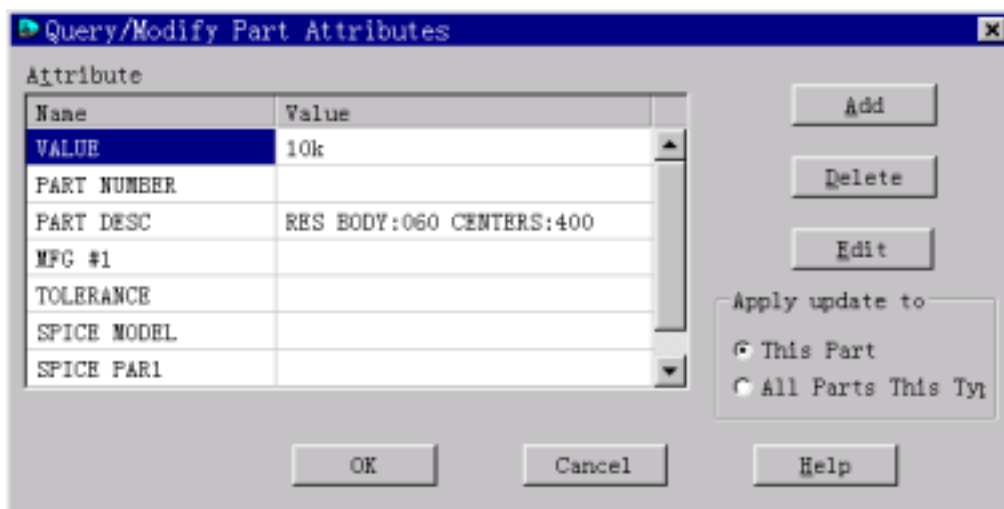 Query/Modify Part Attributes
Attribute
Name Value
VALUE 10k
PART NUMBER
PART DESC RES BODY:060 CENTERS:400
MFG #1
TOLERANCE
SPICE MODEL
SPICE PAR1
Add
Delete
Edit
Apply update to
This Part
All Parts This Typ
OK Cancel Help